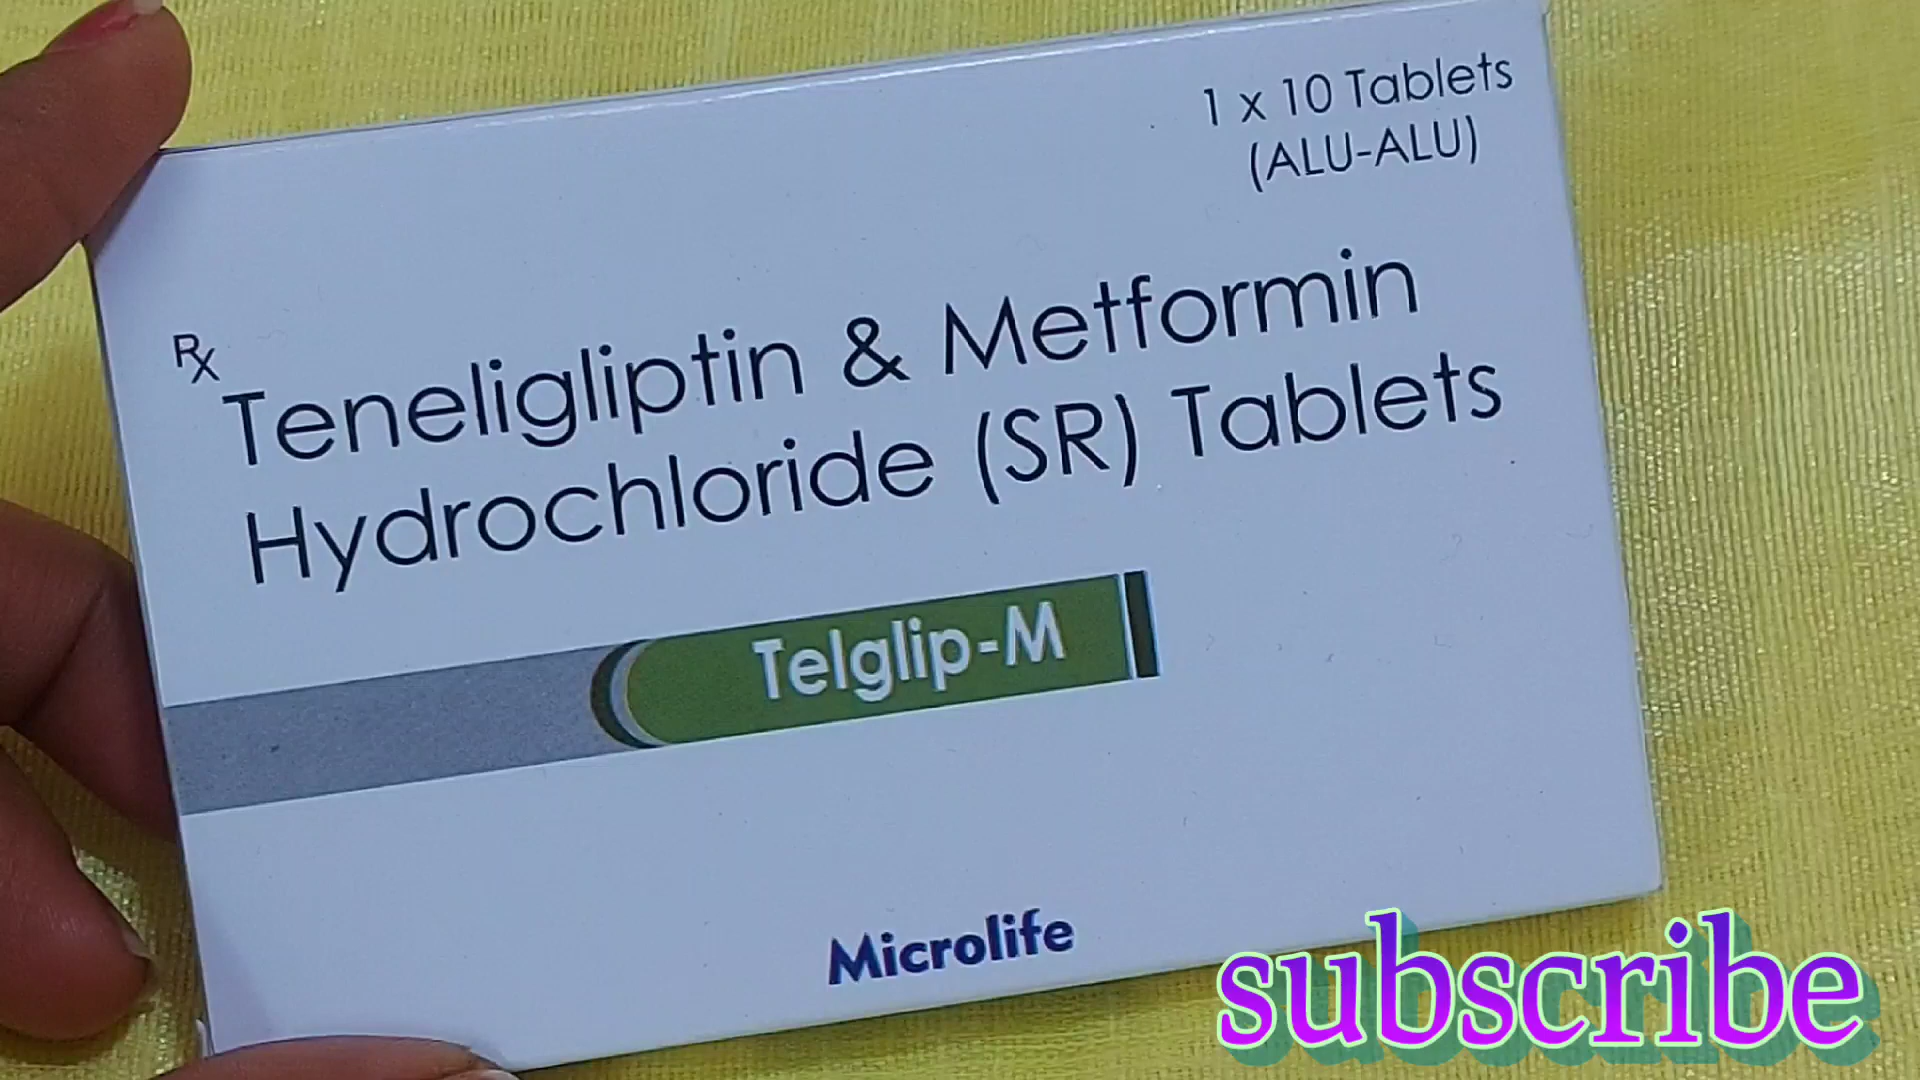 1 x 10 Tablets
(ALU-ALU)
Rx
Teneligliptin & Metformin
Hydrochloride (SR) Tablets
Telglip-M
Microlife
subscribe